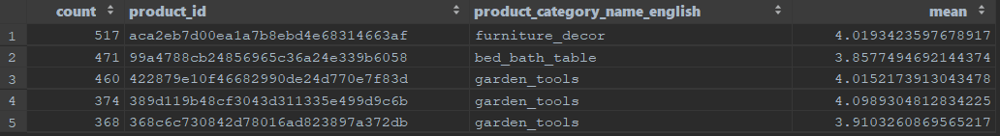 count product_id product_category_name_english mean
1 517 aca2eb7d00ea1a7b8ebd4e68314663af furniture_decor 4.0193423597678917
2 471 99a4788cb24856965c36a24e339b6058 bed_bath_table 3.8577494692144374
3 460 422879e10f46682990de24d770e7f83d garden_tools 4.0152173913043478
4 374 389d119b48cf3043d311335e499d9c6b garden_tools 4.0989304812834225
5 368 368c6c730842d78016ad823897a372db garden_tools 3.9103260869565217